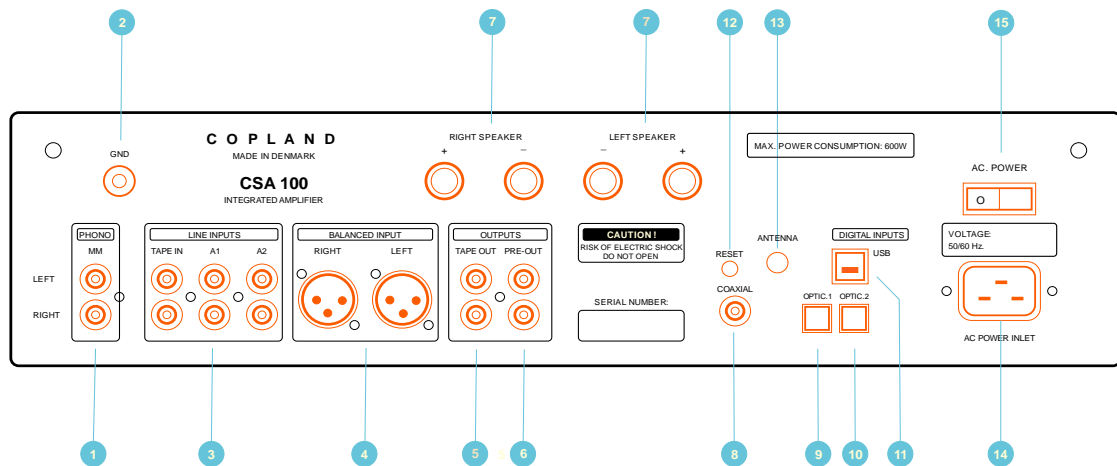 2
7
7
12
13
15
COPLAND
MADE IN DENMARK
CSA 100
INTEGRATED AMPLIFIER
GND
RIGHT SPEAKER
+
−
LEFT SPEAKER
−
+
MAX. POWER CONSUMPTION: 600W
AC. POWER
O
PHONO
MM
LEFT
RIGHT
LINE INPUTS
TAPE IN
A1
A2
BALANCED INPUT
RIGHT
LEFT
OUTPUTS
TAPE OUT
PRE-OUT
CAUTION !
RISK OF ELECTRIC SHOCK
DO NOT OPEN
SERIAL NUMBER:
RESET
ANTENNA
COAXIAL
DIGITAL INPUTS
USB
OPTIC.1
OPTIC.2
VOLTAGE:
50/60 Hz.
AC POWER INLET
1
3
4
5
6
8
9
10
11
14